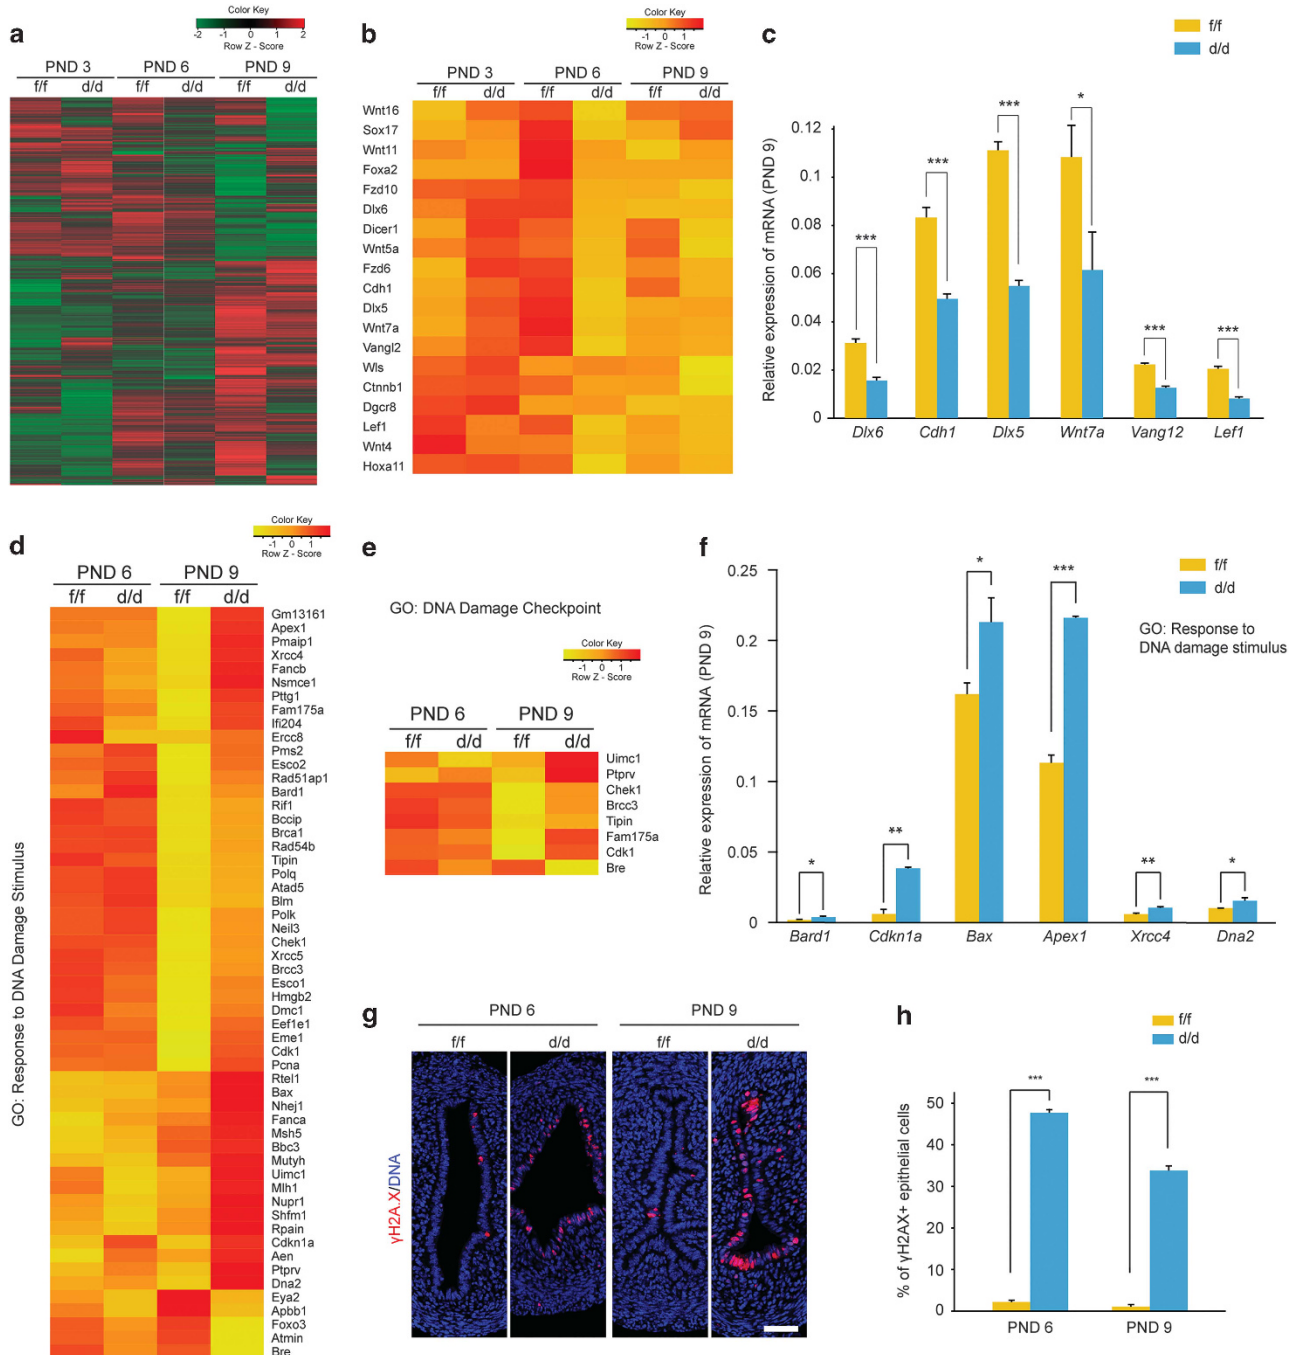 a
Color Key
-2 0 2
Row Z - Score
PND 3 PND 6 PND 9
f/f d/d f/f d/d f/f d/d
b
Color Key
-1 0 1
Row Z - Score
PND 3 PND 6 PND 9
f/f d/d f/f d/d f/f d/d
Wnt16
Sox17
Wnt11
Foxa2
Fzd10
Dlx6
Dicer1
Wnt5a
Fzd6
Cdh1
Dlx5
Wnt7a
Vangl2
Wls
Ctnnb1
Dgcr8
Lef1
Wnt4
Hoxa11
c
f/f
d/d
Relative expression of mRNA (PND 9)
0.12
0.1
0.08
0.06
0.04
0.02
0
*** *** *** * *** ***
Dlx6 Cdh1 Dlx5 Wnt7a Vang12 Lef1
d
Color Key
-1 0 1
Row Z - Score
PND 6 PND 9
f/f d/d f/f d/d
GO: Response to DNA Damage Stimulus
Gm13161
Apex1
Pmaip1
Xrcc4
Fancb
Nsmce1
Pttg1
Fam175a
Ifi204
Ercc8
Pms2
Esco2
Rad51ap1
Bard1
Rif1
Bccip
Brca1
Rad54b
Tipin
Polq
Atad5
Blm
Polk
Neil3
Chek1
Xrcc5
Brcc3
Esco1
Hmgb2
Dmc1
Eef1e1
Eme1
Cdk1
Pcna
Rtel1
Bax
Nhej1
Fanca
Msh5
Bbc3
Mutyh
Uimc1
Mlh1
Nupr1
Shfm1
Rpain
Cdkn1a
Aen
Ptprv
Dna2
Eya2
Apbb1
Foxo3
Atmin
Bre
e
GO: DNA Damage Checkpoint
Color Key
-1 0 1
Row Z - Score
PND 6 PND 9
f/f d/d f/f d/d
Uimc1
Ptprv
Chek1
Brcc3
Tipin
Fam175a
Cdk1
Bre
f
f/f
d/d
GO: Response to
DNA damage stimulus
Relative expression of mRNA (PND 9)
0.25
0.2
0.15
0.1
0.05
0
* ** * *** ** *
Bard1 Cdkn1a Bax Apex1 Xrcc4 Dna2
g
PND 6 PND 9
f/f d/d f/f d/d
γH2A.X/DNA
h
f/f
d/d
% of γH2AX+ epithelial cells
50
40
30
20
10
0
*** ***
PND 6 PND 9